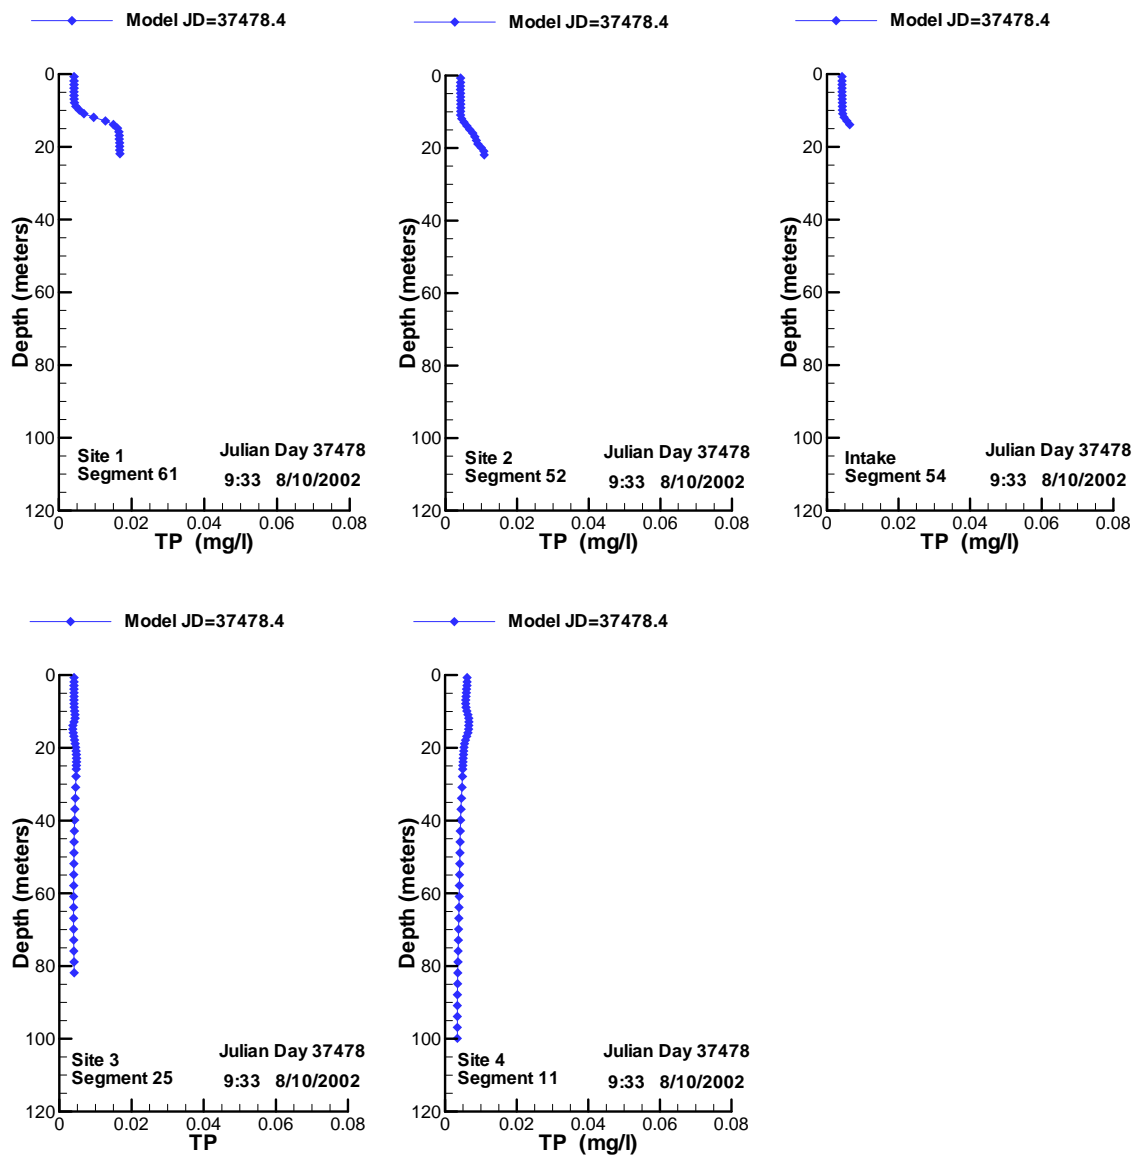 Model JD=37478.4
0
20
40
60
80
100
120
Depth (meters)
Site 1
Segment 61
Julian Day 37478
9:33 8/10/2002
0 0.02 0.04 0.06 0.08
TP (mg/l)
Model JD=37478.4
0
20
40
60
80
100
120
Depth (meters)
Site 2
Segment 52
Julian Day 37478
9:33 8/10/2002
0 0.02 0.04 0.06 0.08
TP (mg/l)
Model JD=37478.4
0
20
40
60
80
100
120
Depth (meters)
Intake
Segment 54
Julian Day 37478
9:33 8/10/2002
0 0.02 0.04 0.06 0.08
TP (mg/l)
Model JD=37478.4
0
20
40
60
80
100
120
Depth (meters)
Site 3
Segment 25
Julian Day 37478
9:33 8/10/2002
0 0.02 0.04 0.06 0.08
TP
Model JD=37478.4
0
20
40
60
80
100
120
Depth (meters)
Site 4
Segment 11
Julian Day 37478
9:33 8/10/2002
0 0.02 0.04 0.06 0.08
TP (mg/l)